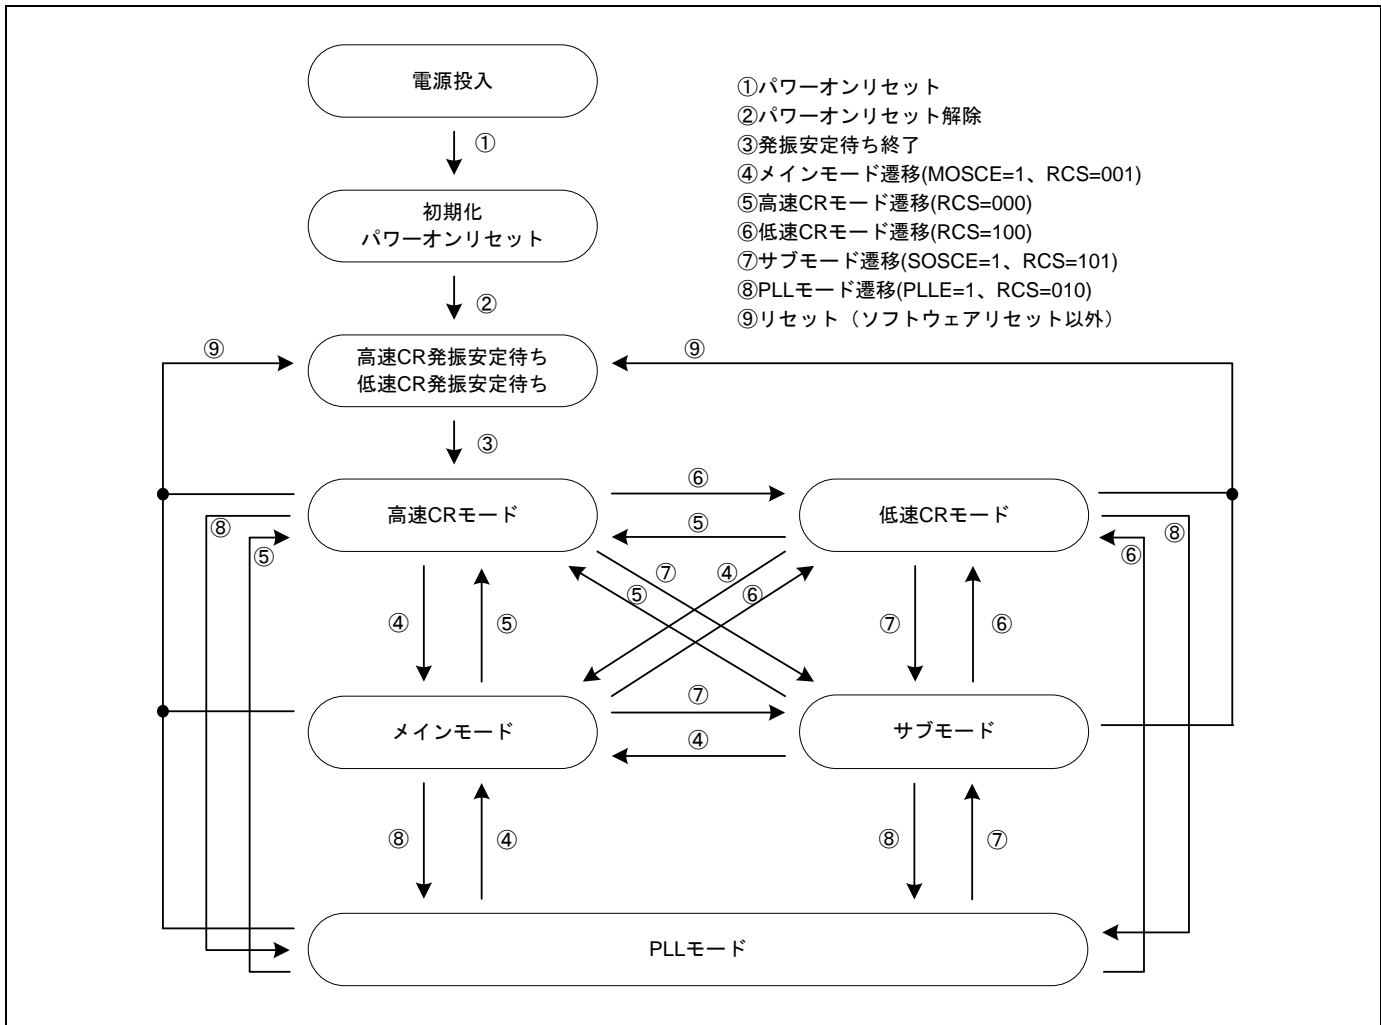 電源投入
①パワーオンリセット
②パワーオンリセット解除
③発振安定待ち終了
④メインモード遷移(MOSCE=1、RCS=001)
⑤高速CRモード遷移(RCS=000)
⑥低速CRモード遷移(RCS=100)
⑦サブモード遷移(SOSCE=1、RCS=101)
⑧PLLモード遷移(PLLE=1、RCS=010)
⑨リセット（ソフトウェアリセット以外）
①
初期化
パワーオンリセット
②
⑨
高速CR発振安定待ち
低速CR発振安定待ち
⑨
③
高速CRモード
⑥
⑤
低速CRモード
⑧
⑤
⑧
⑥
⑦
④
⑤
⑥
④
⑤
⑦
⑥
メインモード
⑦
④
サブモード
⑧
④
⑧
⑦
PLLモード